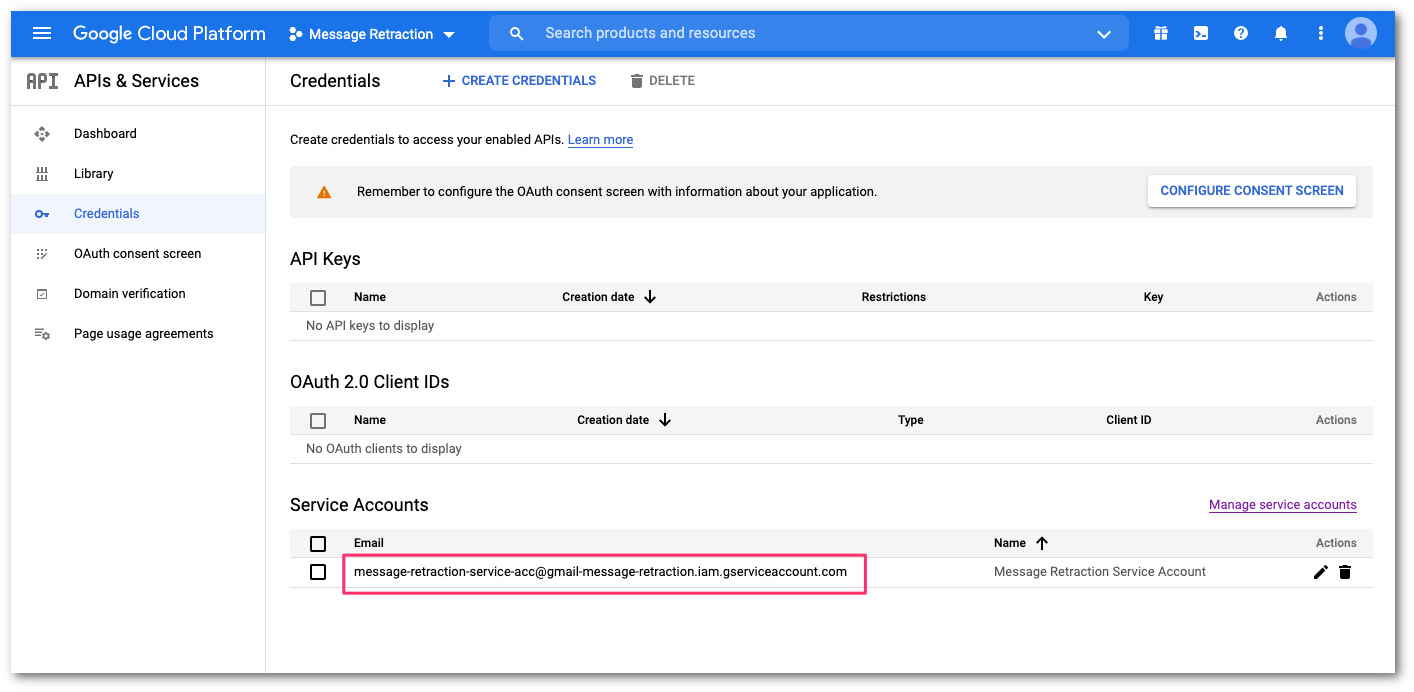 Google Cloud Platform Message Retraction Search products and resources
API APIs & Services Credentials CREATE CREDENTIALS DELETE
Dashboard
Library
Credentials
OAuth consent screen
Domain verification
Page usage agreements
Create credentials to access your enabled APIs. Learn more
Remember to configure the OAuth consent screen with information about your application. CONFIGURE CONSENT SCREEN
API Keys
Name Creation date Restrictions Key Actions
No API keys to display
OAuth 2.0 Client IDs
Name Creation date Type Client ID Actions
No OAuth clients to display
Service Accounts Manage service accounts
Email Name Actions
message-retraction-service-acc@gmail-message-retraction.iam.gserviceaccount.com Message Retraction Service Account